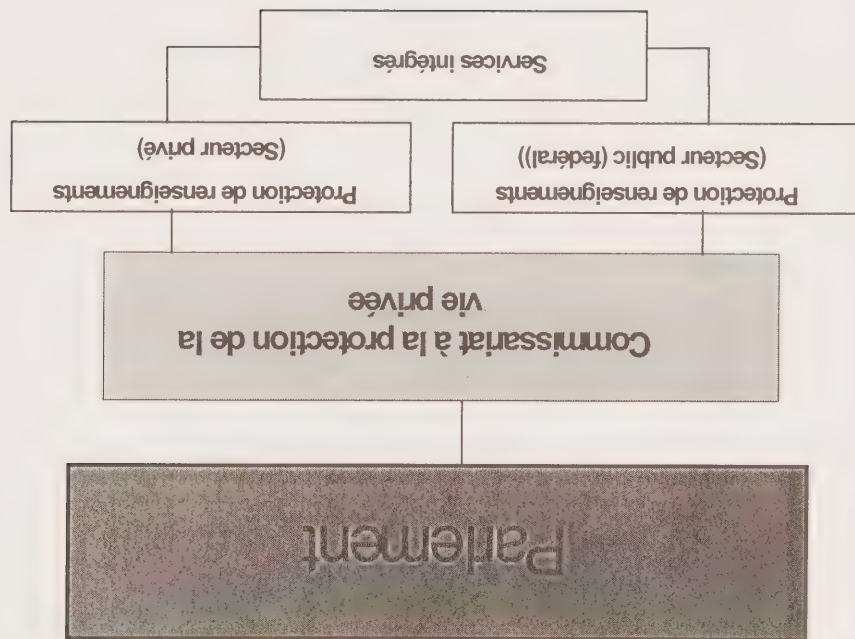 Parlement
Commissariat à la protection de la
vie privée
Protection de renseignements
(Secteur public (fédéral))
Protection de renseignements
(Secteur privé)
Services intégrés